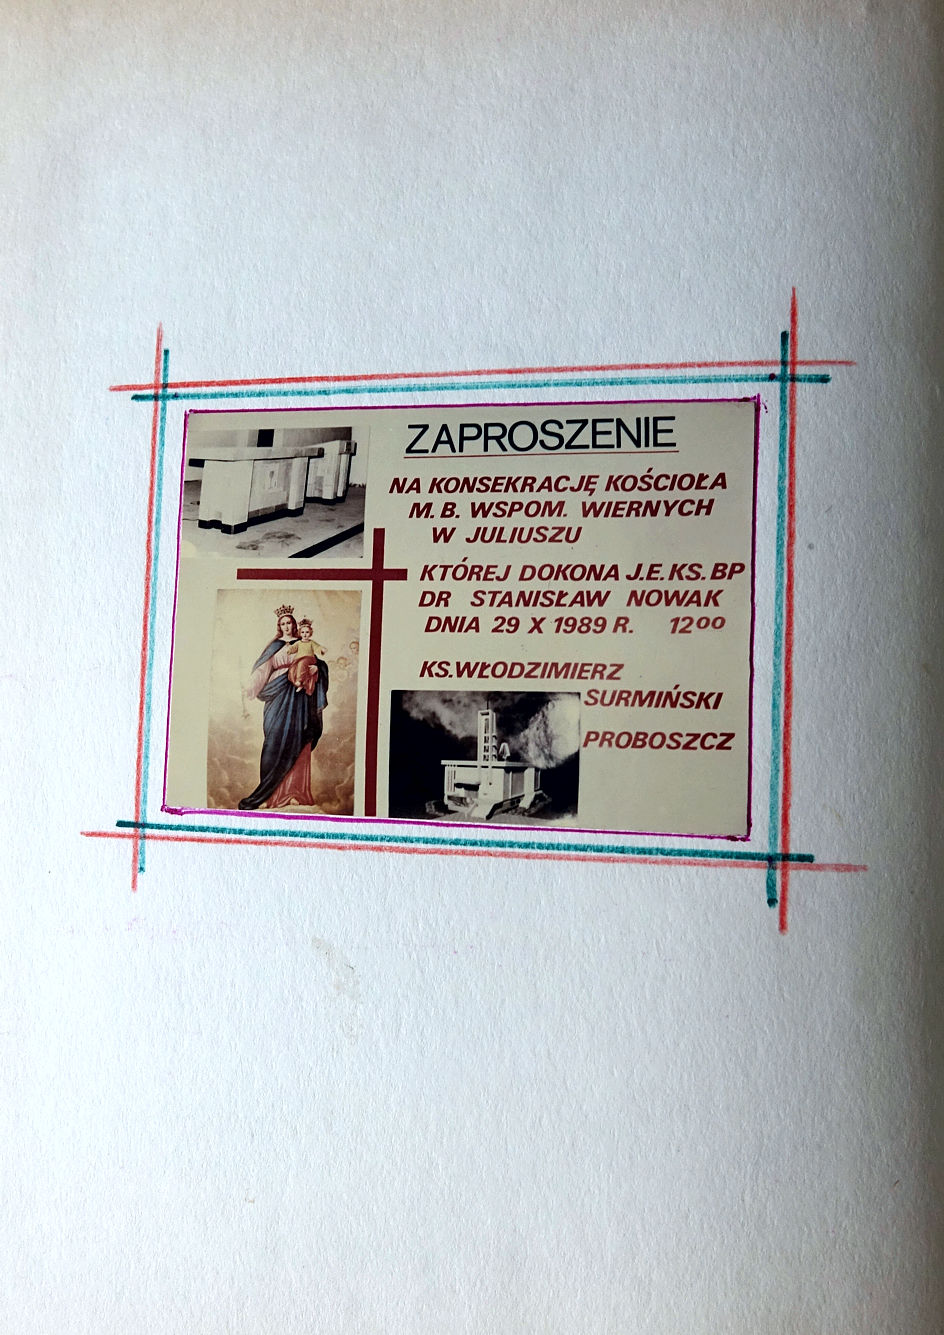 ZAPROSZENIE
NA KONSEKRACJĘ KOŚCIOŁA
M. B. WSPOM. WIERNYCH
W JULIUSZU
KTÓREJ DOKONA J.E. KS. BP
DR STANISŁAW NOWAK
DNIA 29 X 1989 R. 12⁰⁰
KS. WŁODZIMIERZ
SURMIŃSKI
PROBOSZCZ